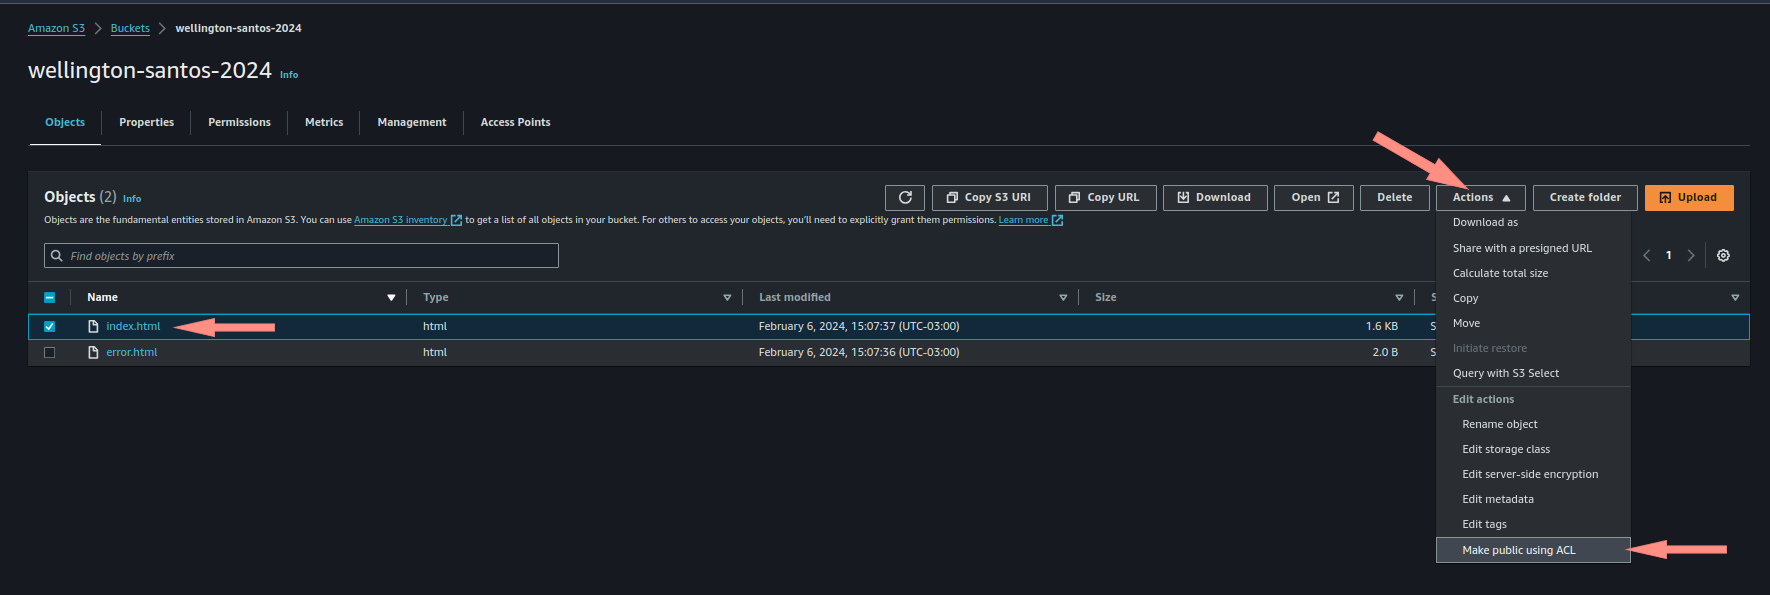 Amazon S3 > Buckets > wellington-santos-2024
wellington-santos-2024 Info
Objects Properties Permissions Metrics Management Access Points
Objects (2) Info
Copy S3 URI Copy URL Download Open Delete Actions Create folder Upload
Objects are the fundamental entities stored in Amazon S3. You can use Amazon S3 inventory to get a list of all objects in your bucket. For others to access your objects, you'll need to explicitly grant them permissions. Learn more
Find objects by prefix
1
Name Type Last modified Size S
index.html html February 6, 2024, 15:07:37 (UTC-03:00) 1.6 KB S
error.html html February 6, 2024, 15:07:36 (UTC-03:00) 2.0 B S
Download as
Share with a presigned URL
Calculate total size
Copy
Move
Initiate restore
Query with S3 Select
Edit actions
Rename object
Edit storage class
Edit server-side encryption
Edit metadata
Edit tags
Make public using ACL